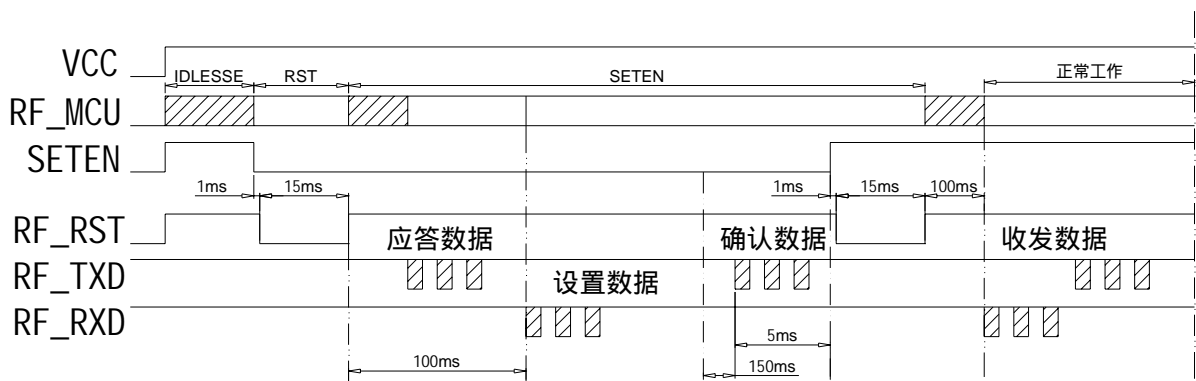 VCC
IDLESSE RST SETEN 正常工作
RF_MCU
SETEN
1ms 15ms 1ms 15ms 100ms
RF_RST
应答数据 确认数据 收发数据
RF_TXD
设置数据
RF_RXD
5ms
100ms 150ms